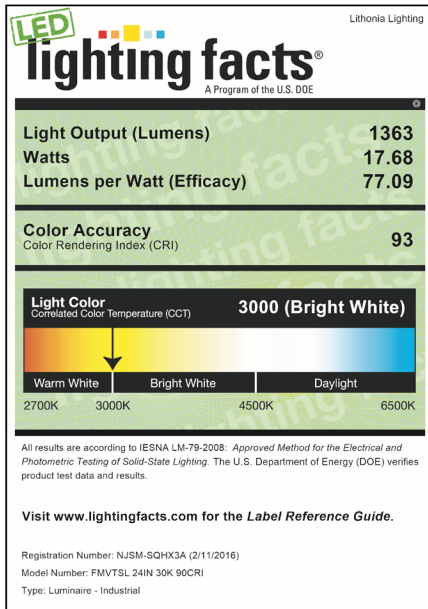 Lithonia Lighting
LED
lighting facts®
A Program of the U.S. DOE
Light Output (Lumens) 1363
Watts 17.68
Lumens per Watt (Efficacy) 77.09
Color Accuracy
Color Rendering Index (CRI) 93
Light Color
Correlated Color Temperature (CCT) 3000 (Bright White)
Warm White Bright White Daylight
2700K 3000K 4500K 6500K
All results are according to IESNA LM-79-2008: Approved Method for the Electrical and
Photometric Testing of Solid-State Lighting. The U.S. Department of Energy (DOE) verifies
product test data and results.
Visit www.lightingfacts.com for the Label Reference Guide.
Registration Number: NJSM-SQHX3A (2/11/2016)
Model Number: FMVTSL 24IN 30K 90CRI
Type: Luminaire - Industrial